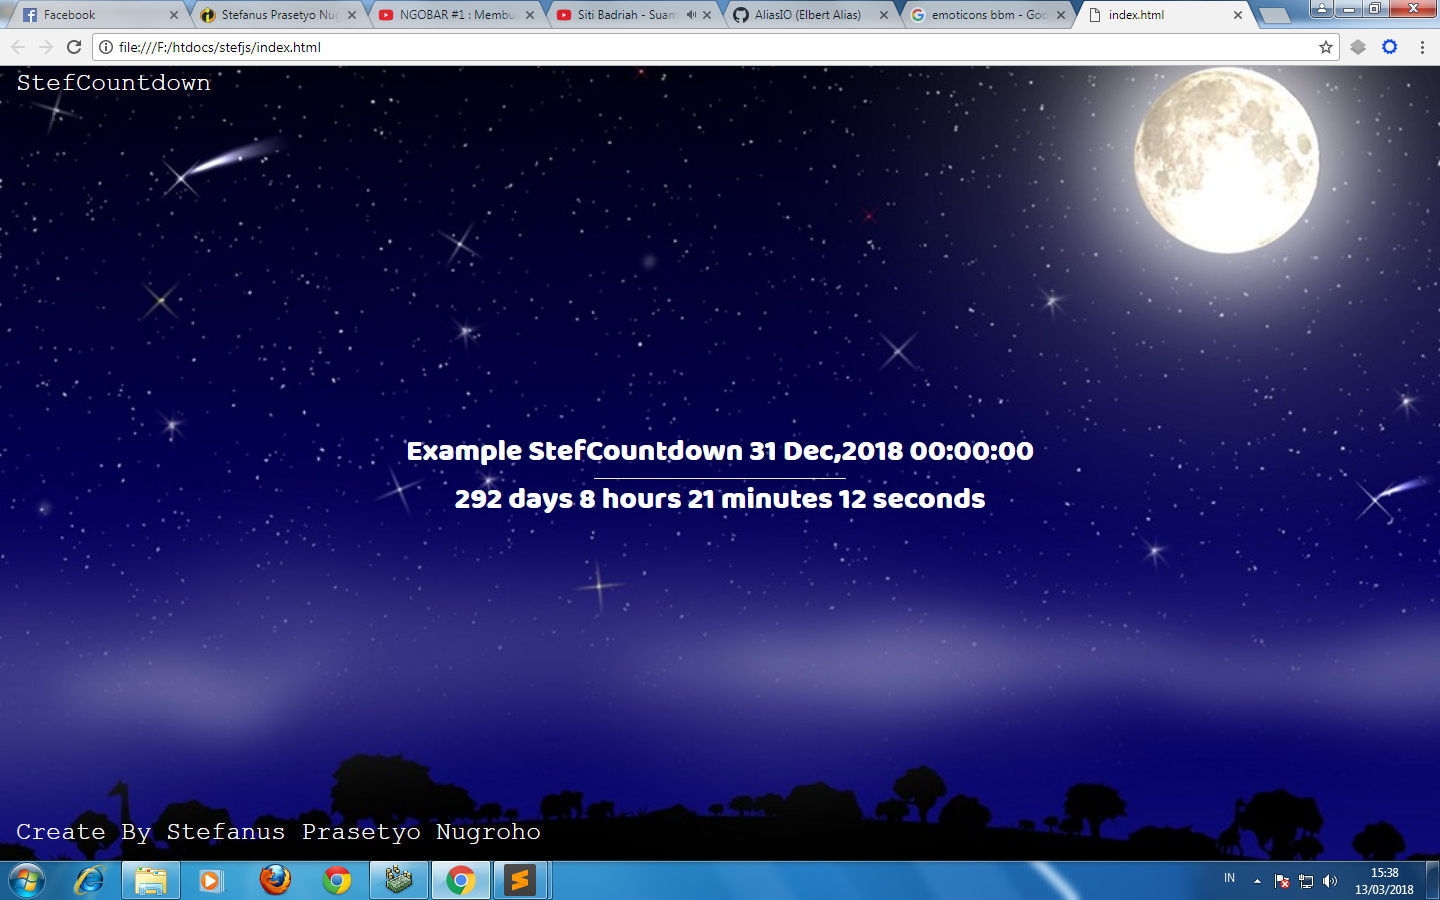 Facebook
Stefanus Prasetyo Nug
NGOBAR #1 : Membu
Siti Badriah - Suam
AliasIO (Elbert Alias)
emoticons bbm - Goo
index.html
file:///F:/htdocs/stefjs/index.html
StefCountdown
Example StefCountdown 31 Dec,2018 00:00:00
292 days 8 hours 21 minutes 12 seconds
Create By Stefanus Prasetyo Nugroho
IN
15:38
13/03/2018